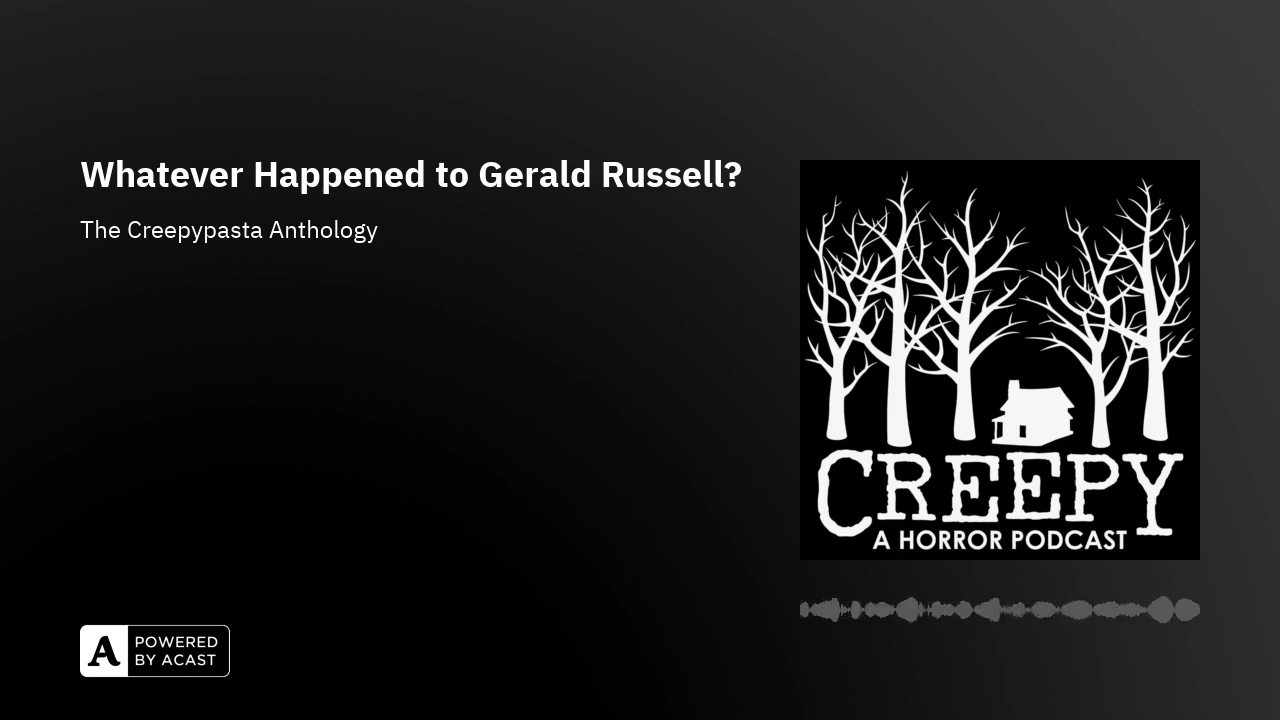 Whatever Happened to Gerald Russell?
The Creepypasta Anthology
CREEPY
A HORROR PODCAST
A POWERED
BY ACAST